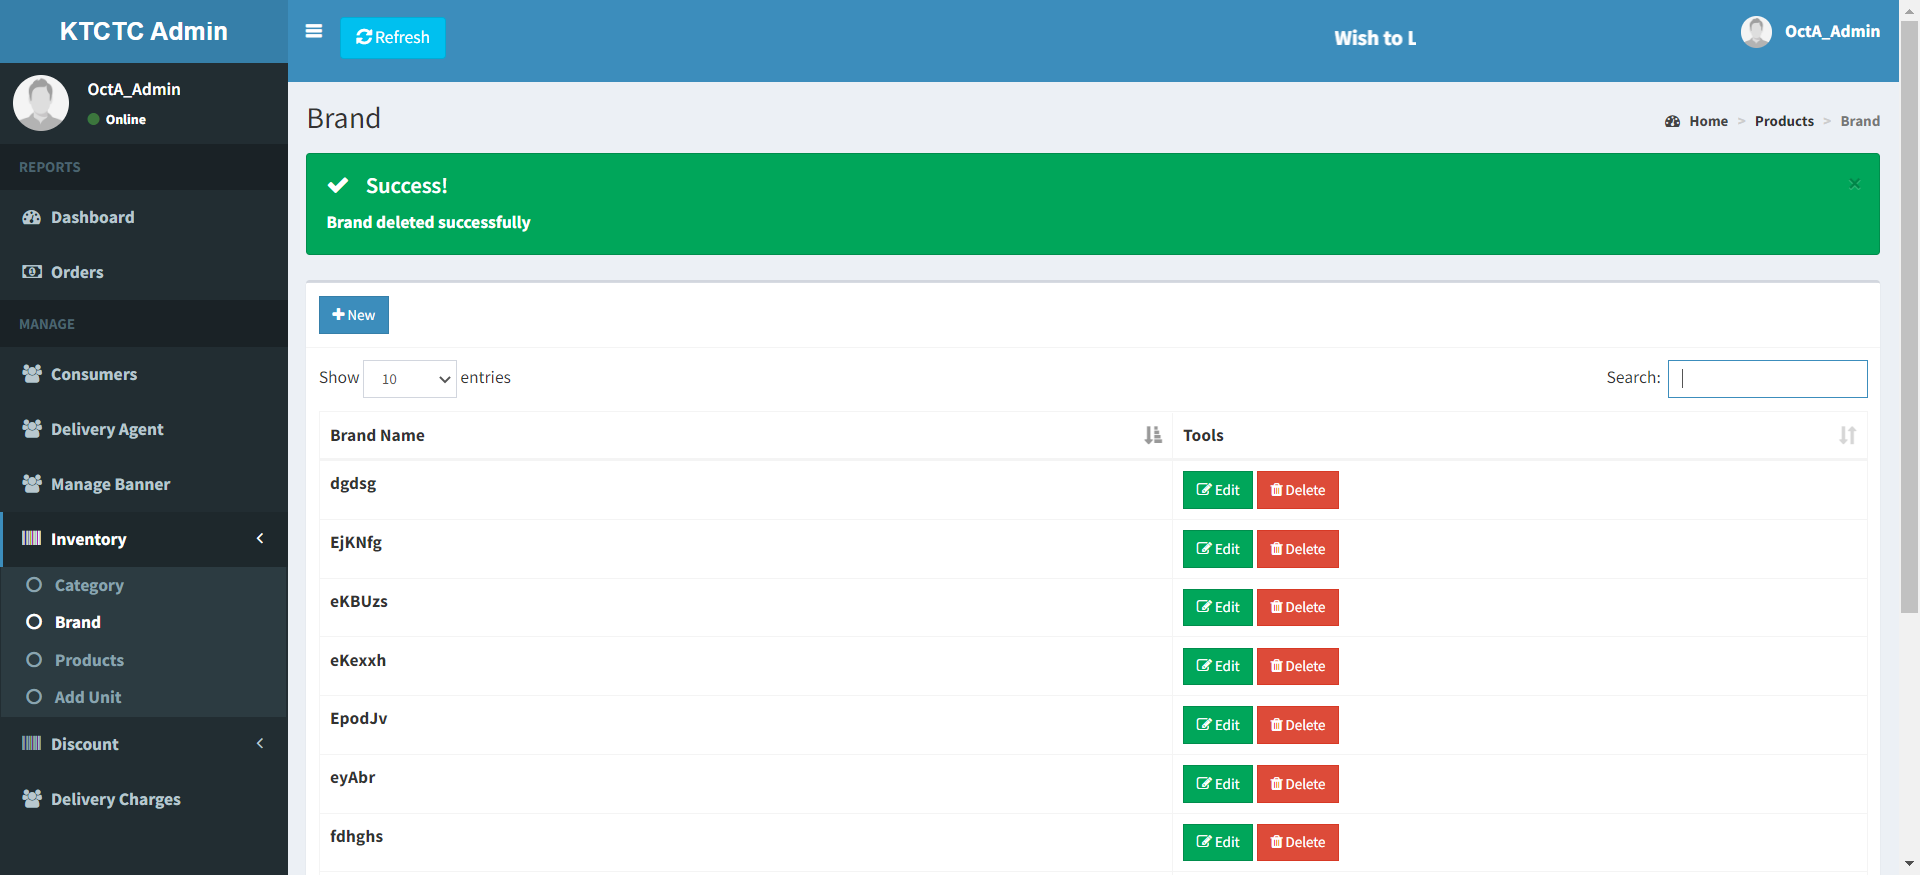 KTCTC Admin
Refresh
Wish to L
OctA_Admin
OctA_Admin
Online
REPORTS
Dashboard
Orders
MANAGE
Consumers
Delivery Agent
Manage Banner
Inventory
Category
Brand
Products
Add Unit
Discount
Delivery Charges
Brand
Home > Products > Brand
Success!
×
Brand deleted successfully
New
Show 10 entries
Search:
Brand Name Tools
dgdsg Edit Delete
EjKNfg Edit Delete
eKBUzs Edit Delete
eKexxh Edit Delete
EpodJv Edit Delete
eyAbr Edit Delete
fdhghs Edit Delete